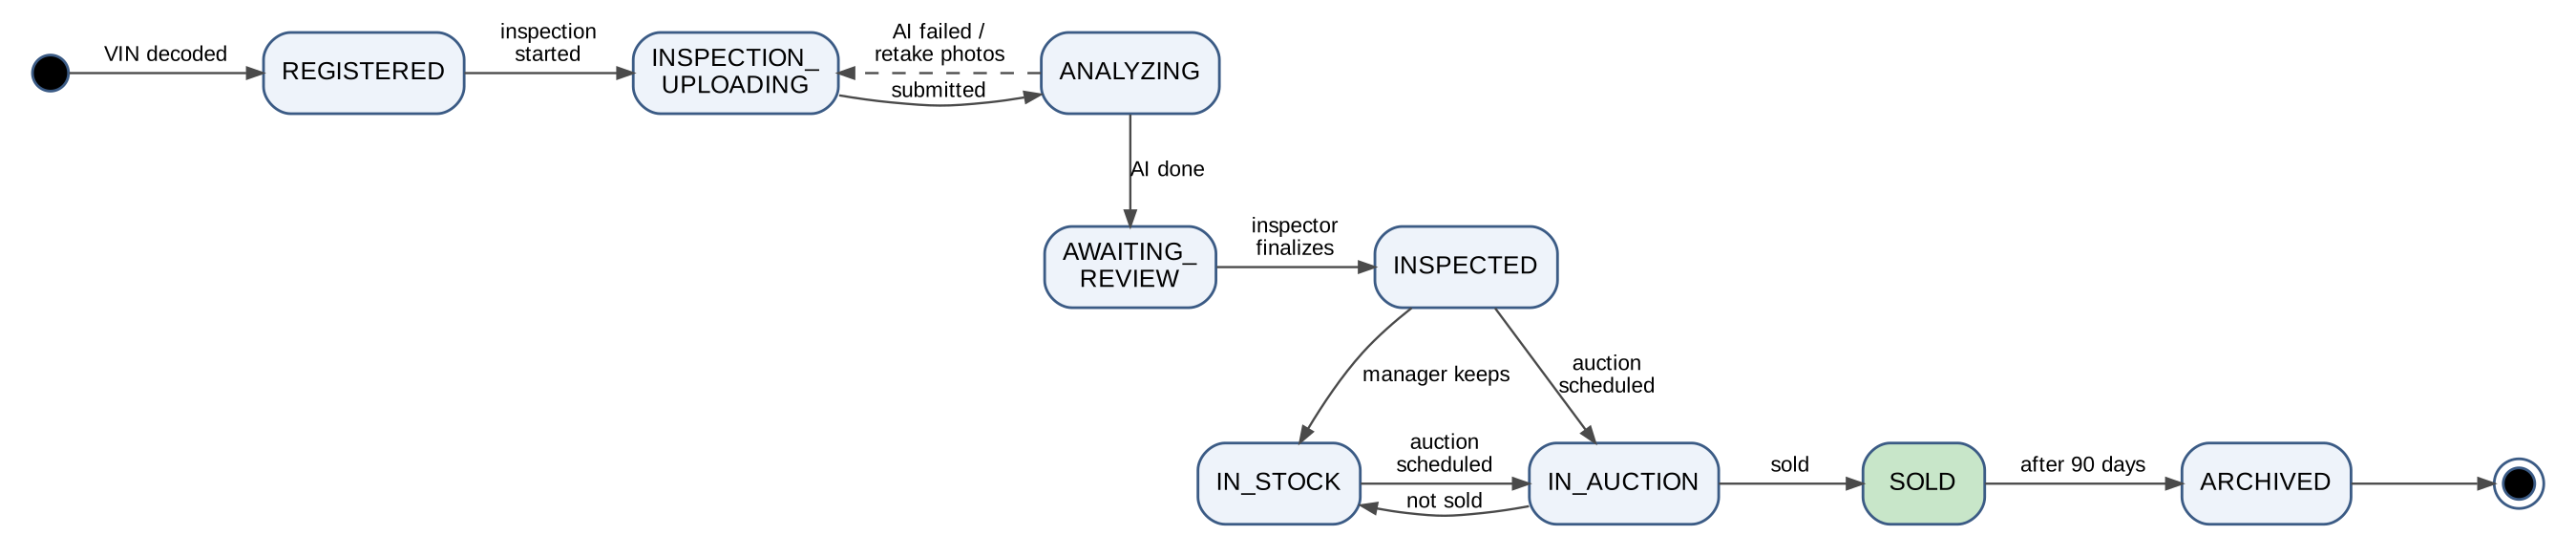 VIN decoded
REGISTERED
inspection
started
INSPECTION_
UPLOADING
AI failed /
retake photos
submitted
ANALYZING
AI done
AWAITING_
REVIEW
inspector
finalizes
INSPECTED
manager keeps
auction
scheduled
IN_STOCK
auction
scheduled
not sold
IN_AUCTION
sold
SOLD
after 90 days
ARCHIVED